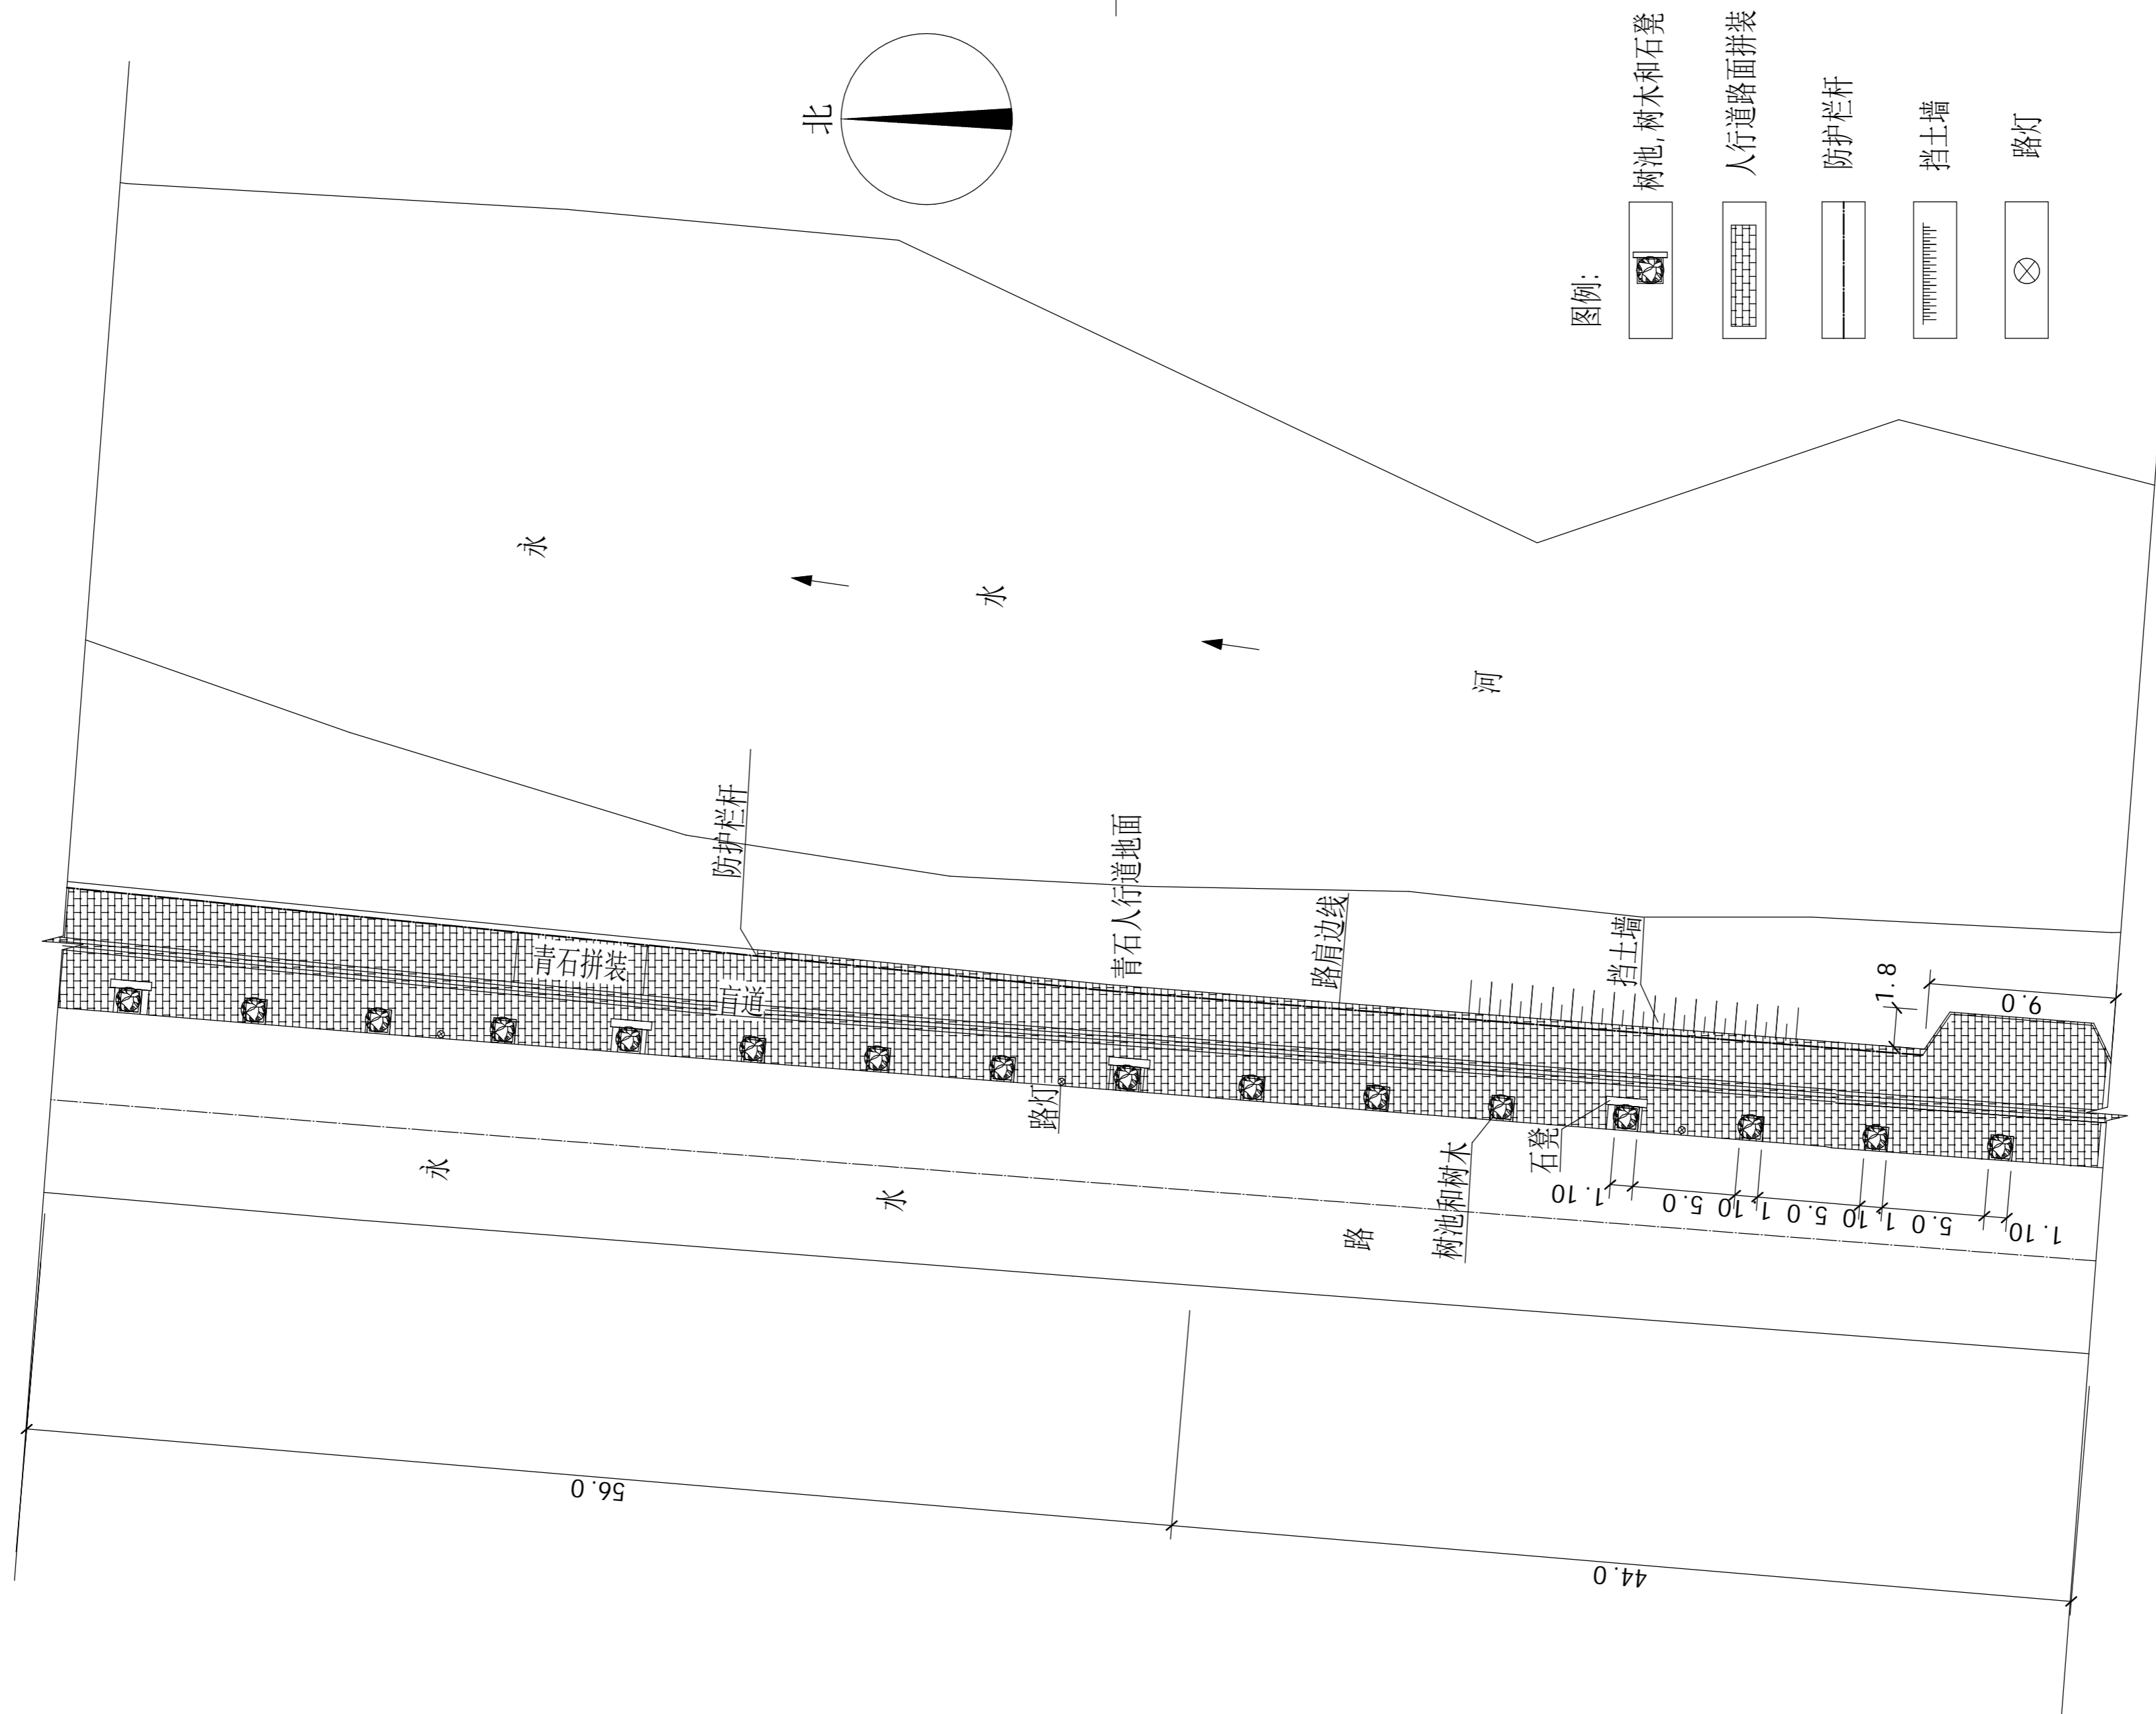 北
树池,树木和石凳
人行道路面拼装
防护栏杆
挡土墙
路灯
图例:
永
水
河
防护栏杆
青石人行道地面
路肩边线
挡土墙
1.8
9.0
青石拼装
盲道
路灯
树池和树木
石凳
1.10
5.0
1.10
5.0
1.10
5.0
1.10
永
水
路
56.0
44.0